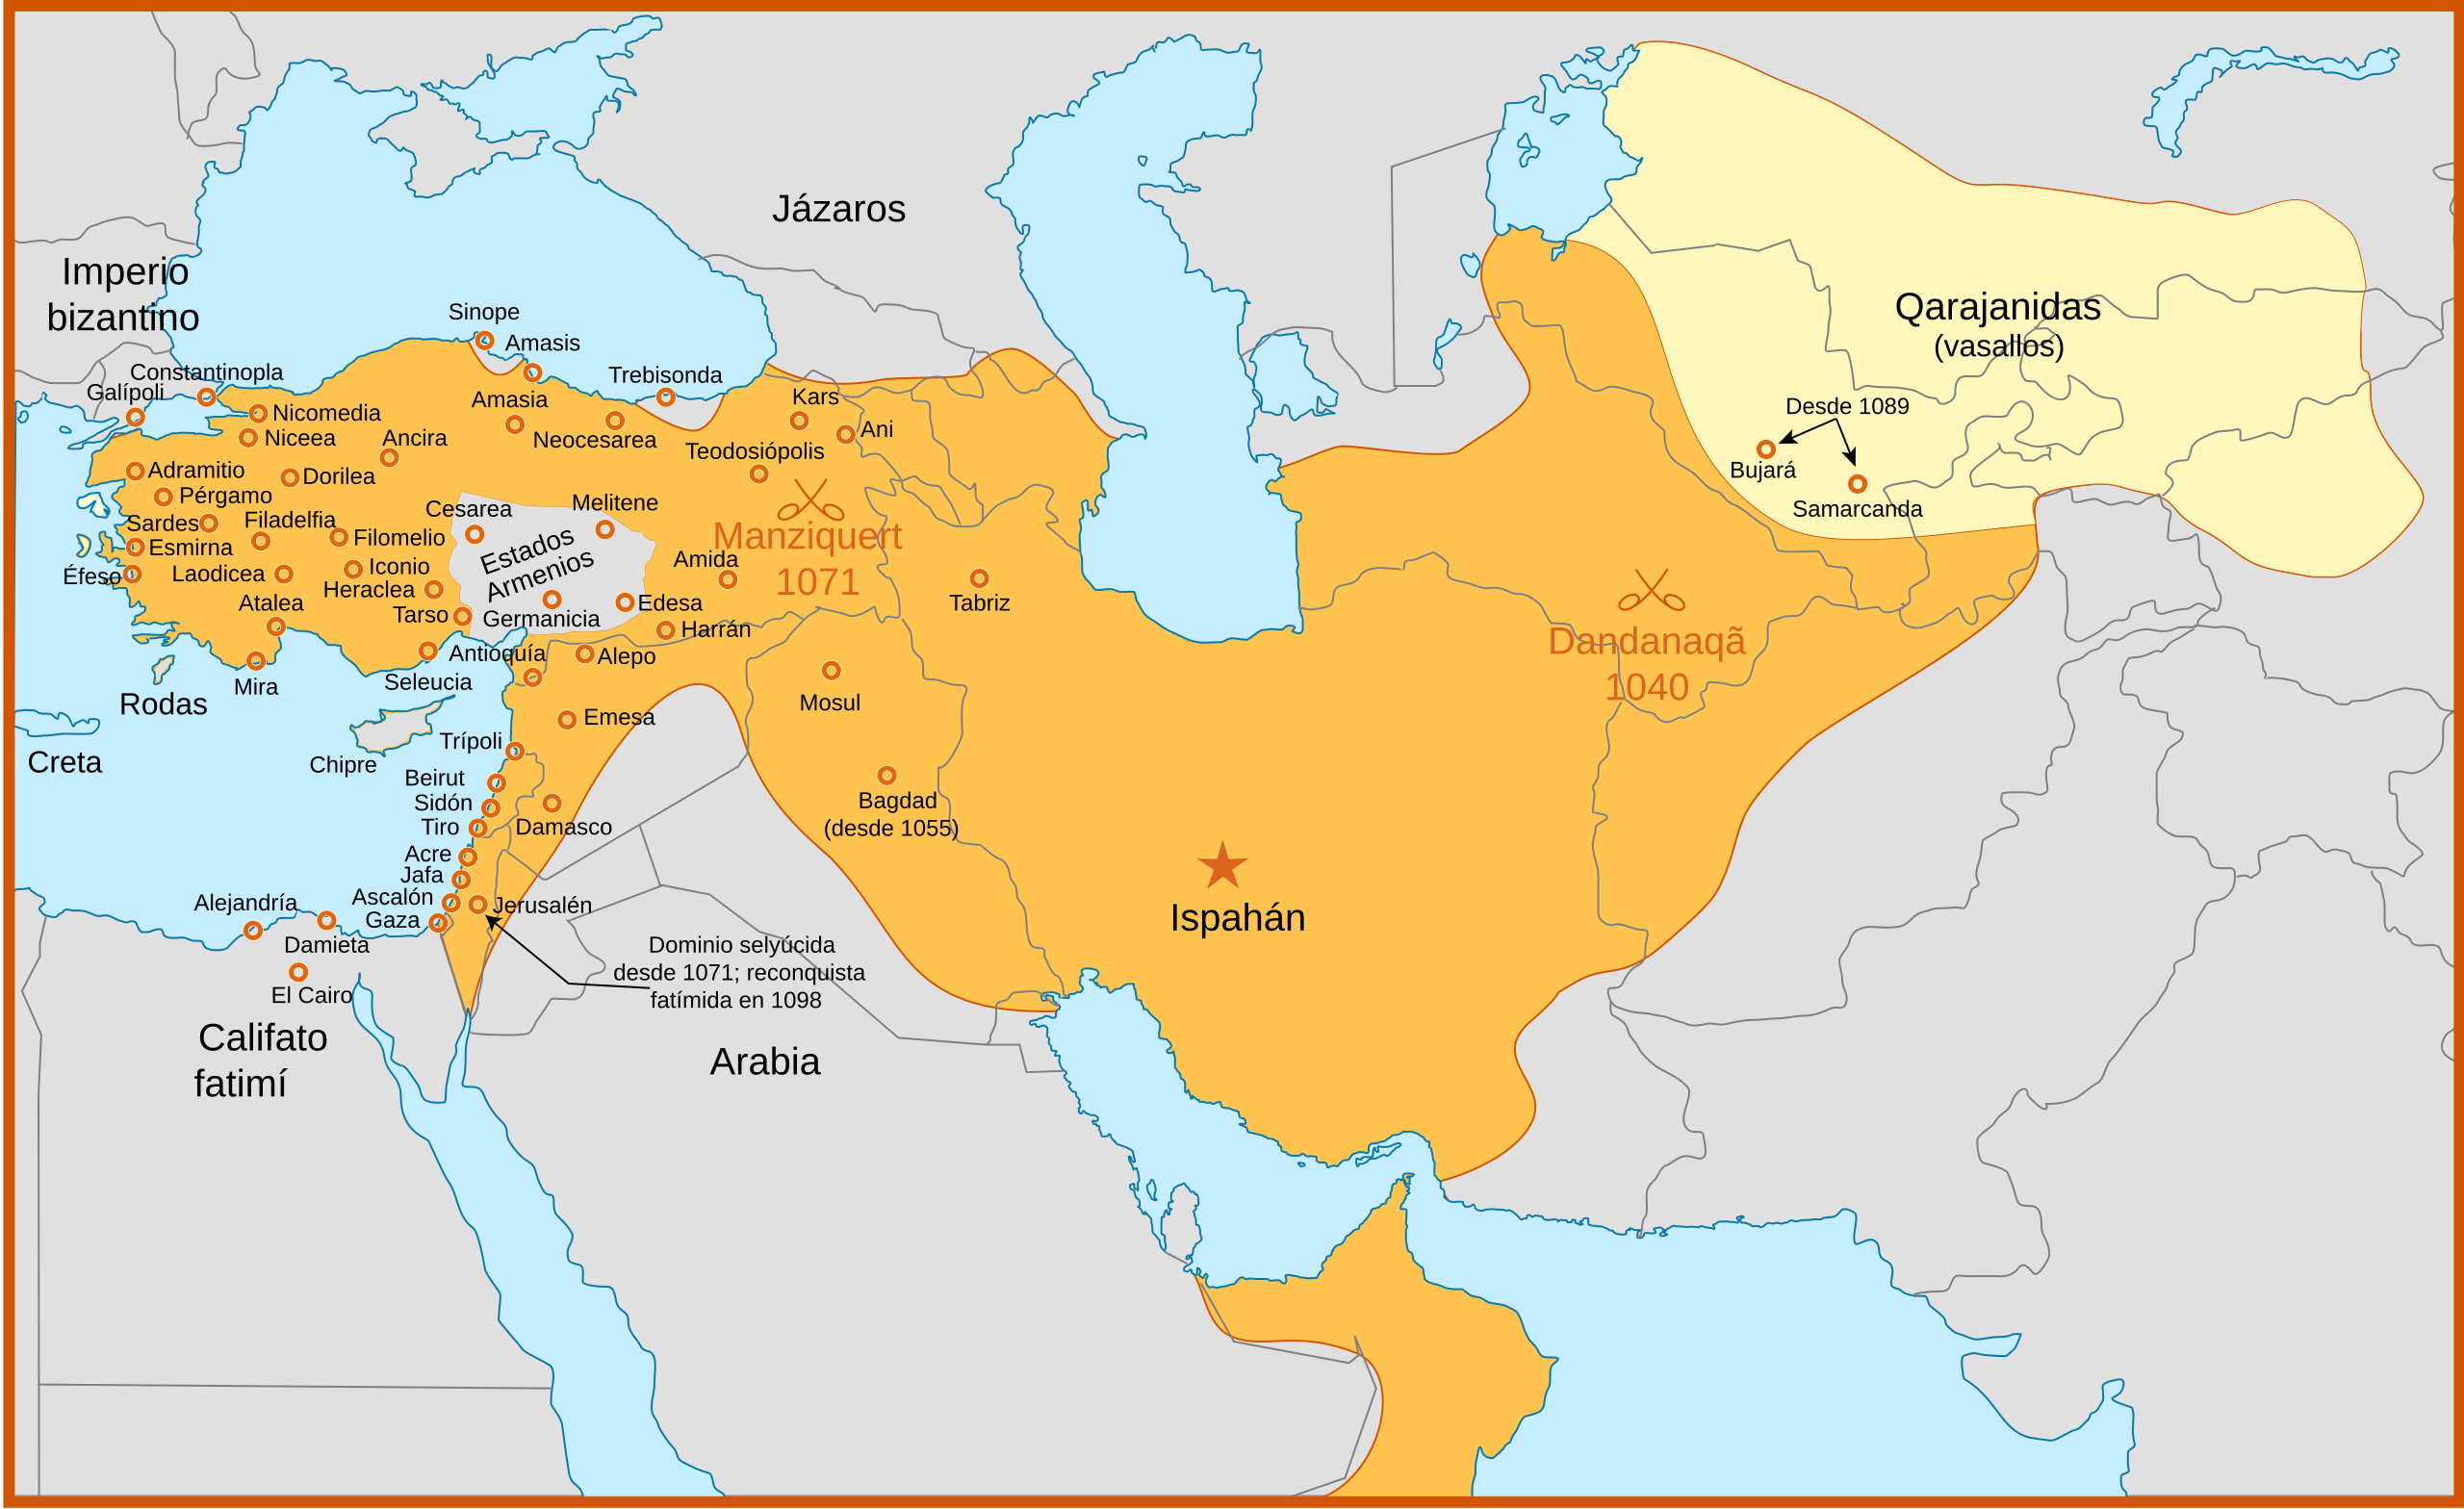 Jázaros
Imperio
bizantino
Qarajanidas
(vasallos)
Sinope
Amasis
Constantinopla
Galípoli
Trebisonda
Kars
Amasia
Desde 1089
Nicomedia
Niceea
Ancira
Neocesarea
Ani
Teodosiópolis
Adramitio
Dorilea
Bujará
Pérgamo
Melitene
Cesarea
Samarcanda
Sardes
Filadelfia
Filomelio
Manziquert
1071
Estados
Armenios
Esmirna
Amida
Éfeso
Laodicea
Iconio
Heraclea
Tabriz
Atalea
Tarso
Germanicia
Edesa
Harrán
Dandanaqã
1040
Antioquía
Alepo
Mira
Seleucia
Rodas
Mosul
Emesa
Trípoli
Creta
Chipre
Beirut
Sidón
Tiro
Damasco
Bagdad
(desde 1055)
Acre
Jafa
Ascalón
Gaza
Jerusalén
Alejandría
Ispahán
Damieta
Dominio selyúcida
desde 1071; reconquista
fatímida en 1098
El Cairo
Califato
fatimí
Arabia